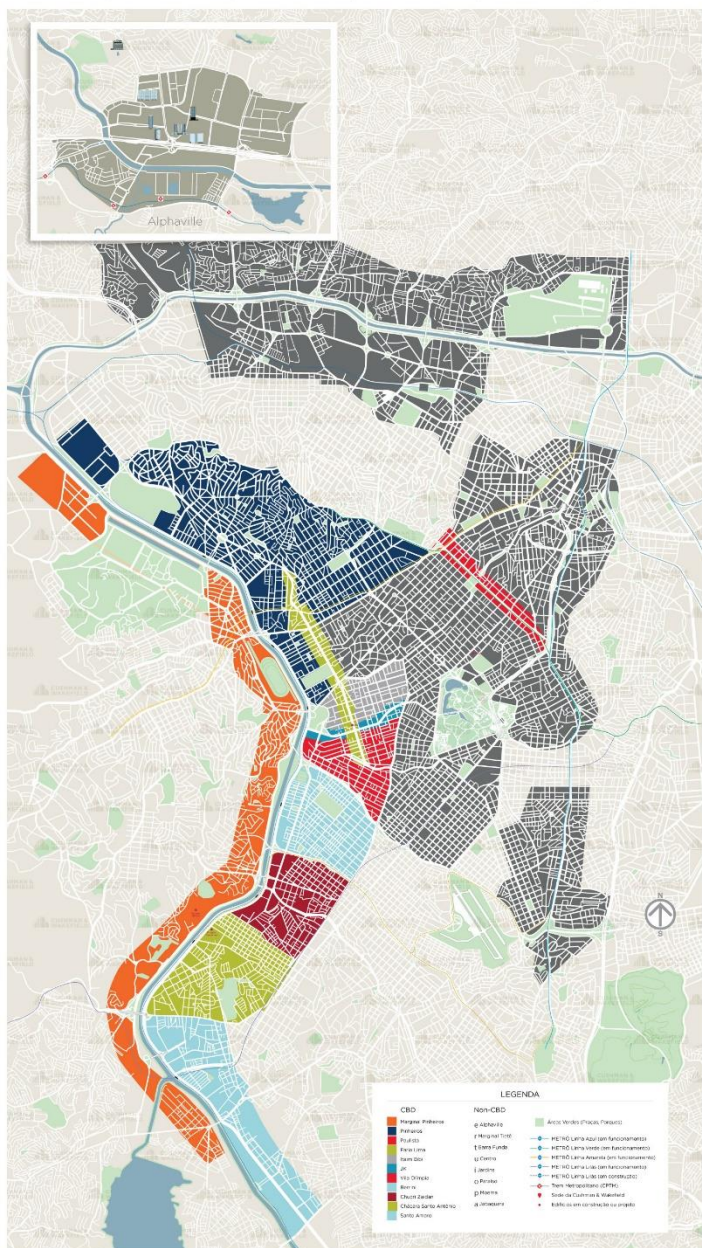 Alphaville
N
S
LEGENDA
CBD
Marginal Pinheiros
Pinheiros
Paulista
Faria Lima
Itaim Bibi
JK
Vila Olímpia
Berrini
Chucri Zaidan
Chácara Santo Antônio
Santo Amaro
Non-CBD
e Alphaville
r Marginal Tietê
t Barra Funda
u Centro
i Jardins
o Paraíso
p Moema
a Jabaquara
Áreas Verdes (Praças, Parques)
METRÔ Linha Azul (em funcionamento)
METRÔ Linha Verde (em funcionamento)
METRÔ Linha Amarela (em funcionamento)
METRÔ Linha Lilás (em funcionamento)
METRÔ Linha Lilás (em construção)
Trem Metropolitano (CPTM)
Sede da Cushman & Wakefield
Edifícios em construção ou projeto